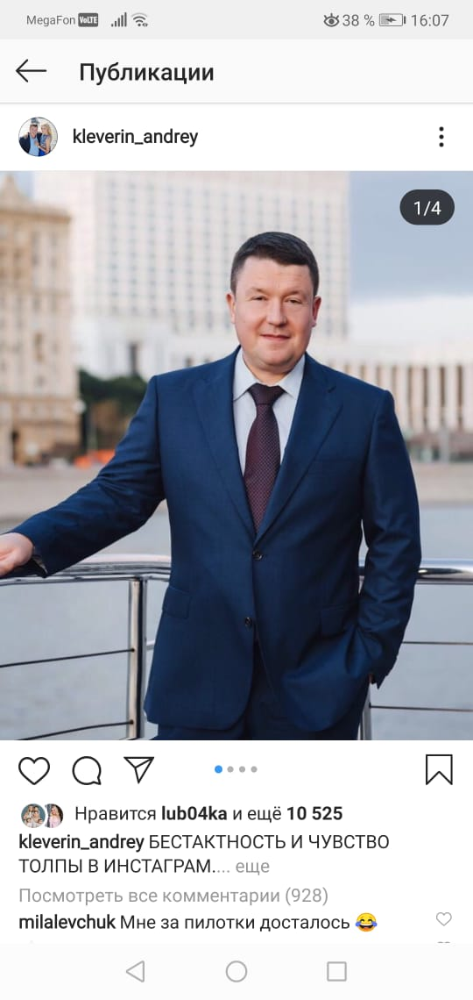 MegaFon VoLTE 38 % 16:07
Публикации
kleverin_andrey
1/4
Нравится lub04ka и ещё 10 525
kleverin_andrey БЕСТАКТНОСТЬ И ЧУВСТВО
ТОЛПЫ В ИНСТАГРАМ.... еще
Посмотреть все комментарии (928)
milalevchuk Мне за пилотки досталось 😂